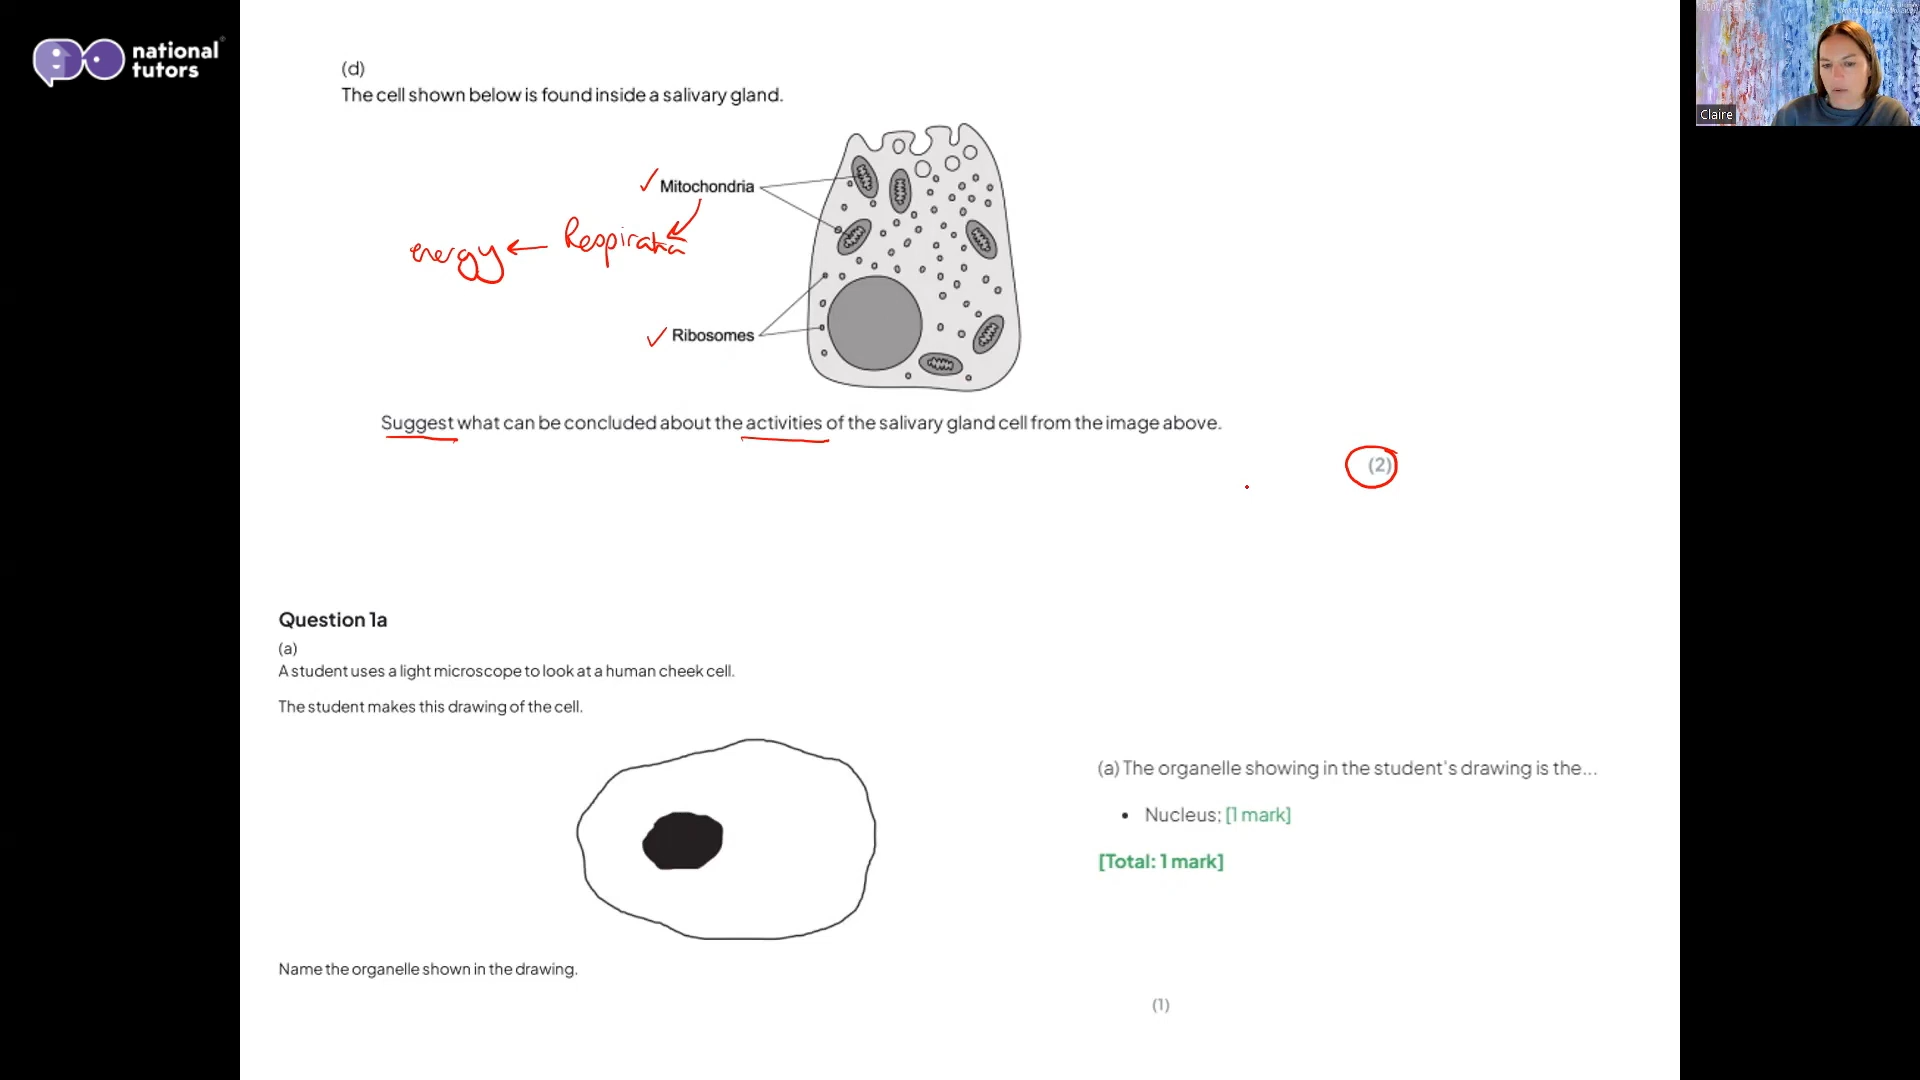 national
tutors
Claire
(d)
The cell shown below is found inside a salivary gland.
Mitochondria
energy ← Respiration
Ribosomes
Suggest what can be concluded about the activities of the salivary gland cell from the image above.
(2)
Question 1a
(a)
A student uses a light microscope to look at a human cheek cell.
The student makes this drawing of the cell.
(a) The organelle showing in the student's drawing is the...
• Nucleus; [1 mark]
[Total: 1 mark]
Name the organelle shown in the drawing.
(1)